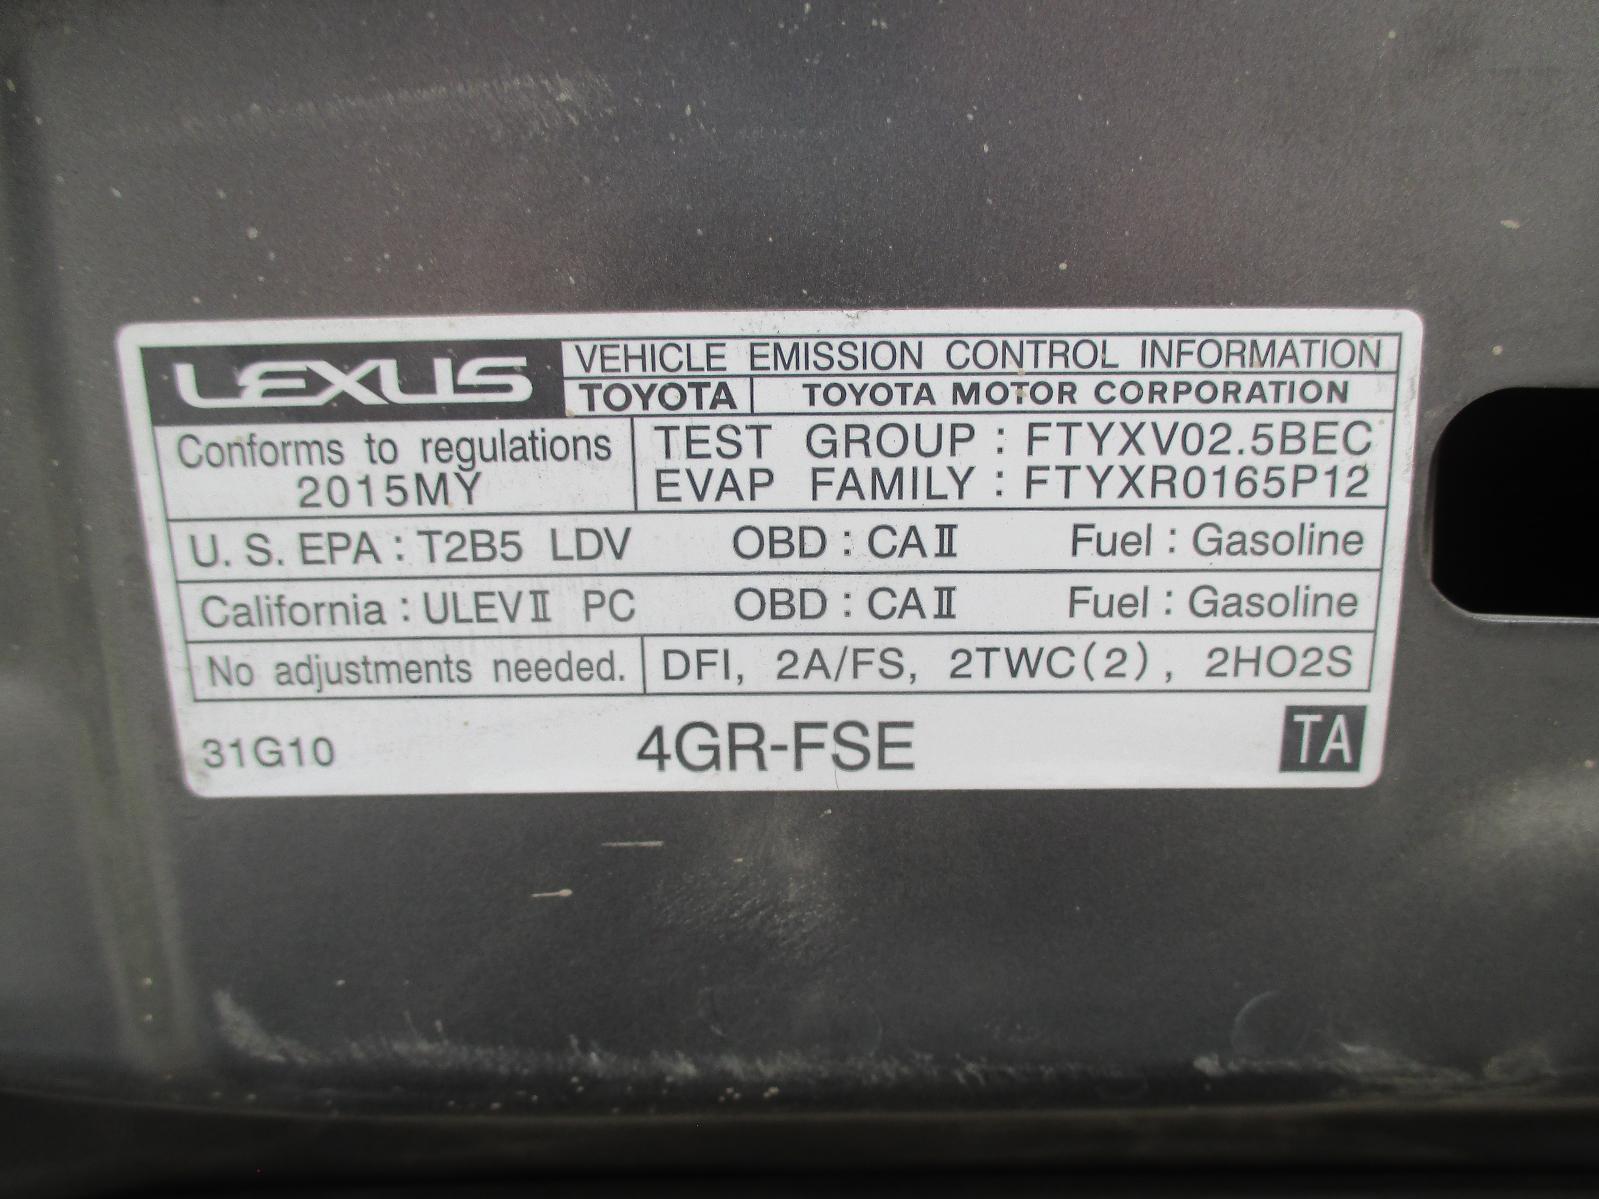 LEXUS
VEHICLE EMISSION CONTROL INFORMATION
TOYOTA TOYOTA MOTOR CORPORATION
Conforms to regulations
2015MY
TEST GROUP : FTYXV02.5BEC
EVAP FAMILY : FTYXR0165P12
U. S. EPA : T2B5 LDV OBD : CAⅡ Fuel : Gasoline
California : ULEVⅡ PC OBD : CAⅡ Fuel : Gasoline
No adjustments needed. DFI, 2A/FS, 2TWC(2), 2HO2S
31G10 4GR-FSE TA